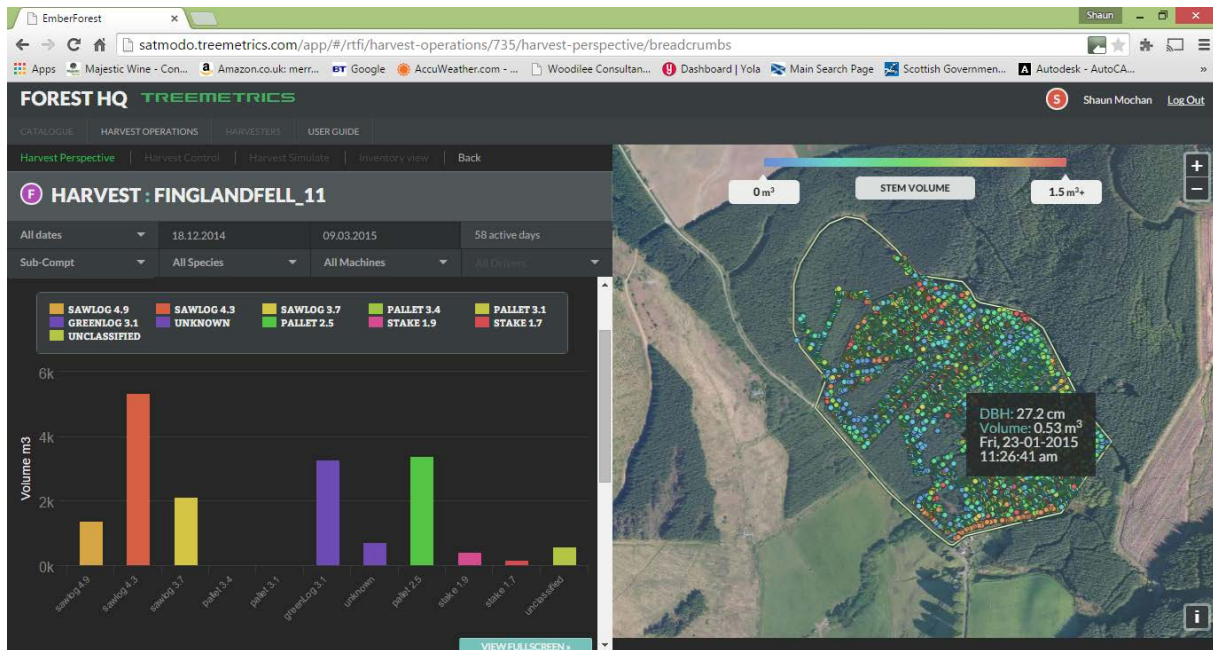 EmberForest
Shaun
satmodo.treemetrics.com/app/#/rtfi/harvest-operations/735/harvest-perspective/breadcrumbs
Apps Majestic Wine - Con... Amazon.co.uk: merr... BT Google AccuWeather.com - ... Woodilee Consultan... Dashboard | Yola Main Search Page Scottish Governmen... A Autodesk - AutoCA... »
FOREST HQ TREEMETRICS
S Shaun Mochan Log Out
CATALOGUE HARVEST OPERATIONS HARVESTERS USER GUIDE
Harvest Perspective | Harvest Control | Harvest Simulate | Inventory view | Back
F HARVEST : FINGLANDFELL_11
All dates 18.12.2014 09.03.2015 58 active days
Sub-Compt All Species All Machines All Drivers
SAWLOG 4.9 SAWLOG 4.3 SAWLOG 3.7 PALLET 3.4 PALLET 3.1
GREENLOG 3.1 UNKNOWN PALLET 2.5 STAKE 1.9 STAKE 1.7
UNCLASSIFIED
6k
4k
2k
0k
Volume m3
sawlog 4.9
sawlog 4.3
sawlog 3.7
pallet 3.4
pallet 3.1
greenLog 3.1
unknown
pallet 2.5
stake 1.9
stake 1.7
unclassified
VIEW FULLSCREEN »
0 m³
STEM VOLUME
1.5 m³+
+
−
DBH: 27.2 cm
Volume: 0.53 m³
Fri, 23-01-2015
11:26:41 am
i